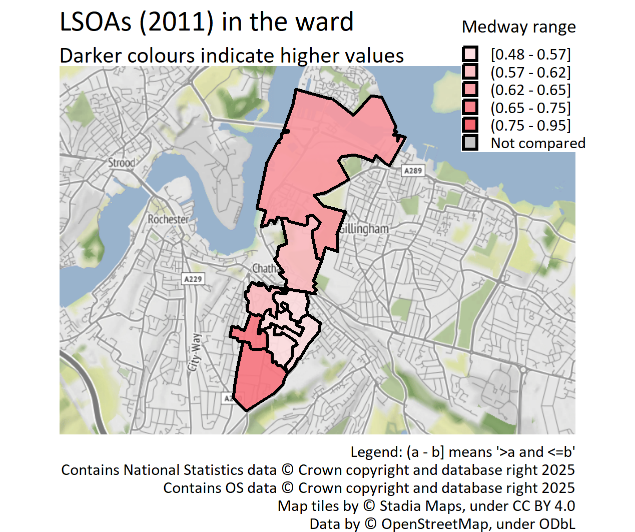 LSOAs (2011) in the ward
Darker colours indicate higher values
Medway range
[0.48 - 0.57]
(0.57 - 0.62]
(0.62 - 0.65]
(0.65 - 0.75]
(0.75 - 0.95]
Not compared
Strood
A289
Rochester
Gillingham
Chath
A229
City Way
A2
Legend: (a - b] means '>a and <=b'
Contains National Statistics data © Crown copyright and database right 2025
Contains OS data © Crown copyright and database right 2025
Map tiles by © Stadia Maps, under CC BY 4.0
Data by © OpenStreetMap, under ODbL